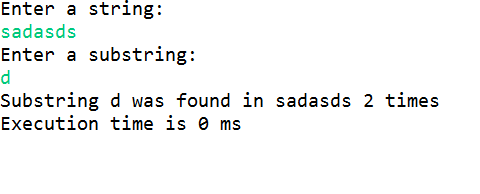 Enter a string:
sadasds
Enter a substring:
d
Substring d was found in sadasds 2 times
Execution time is 0 ms